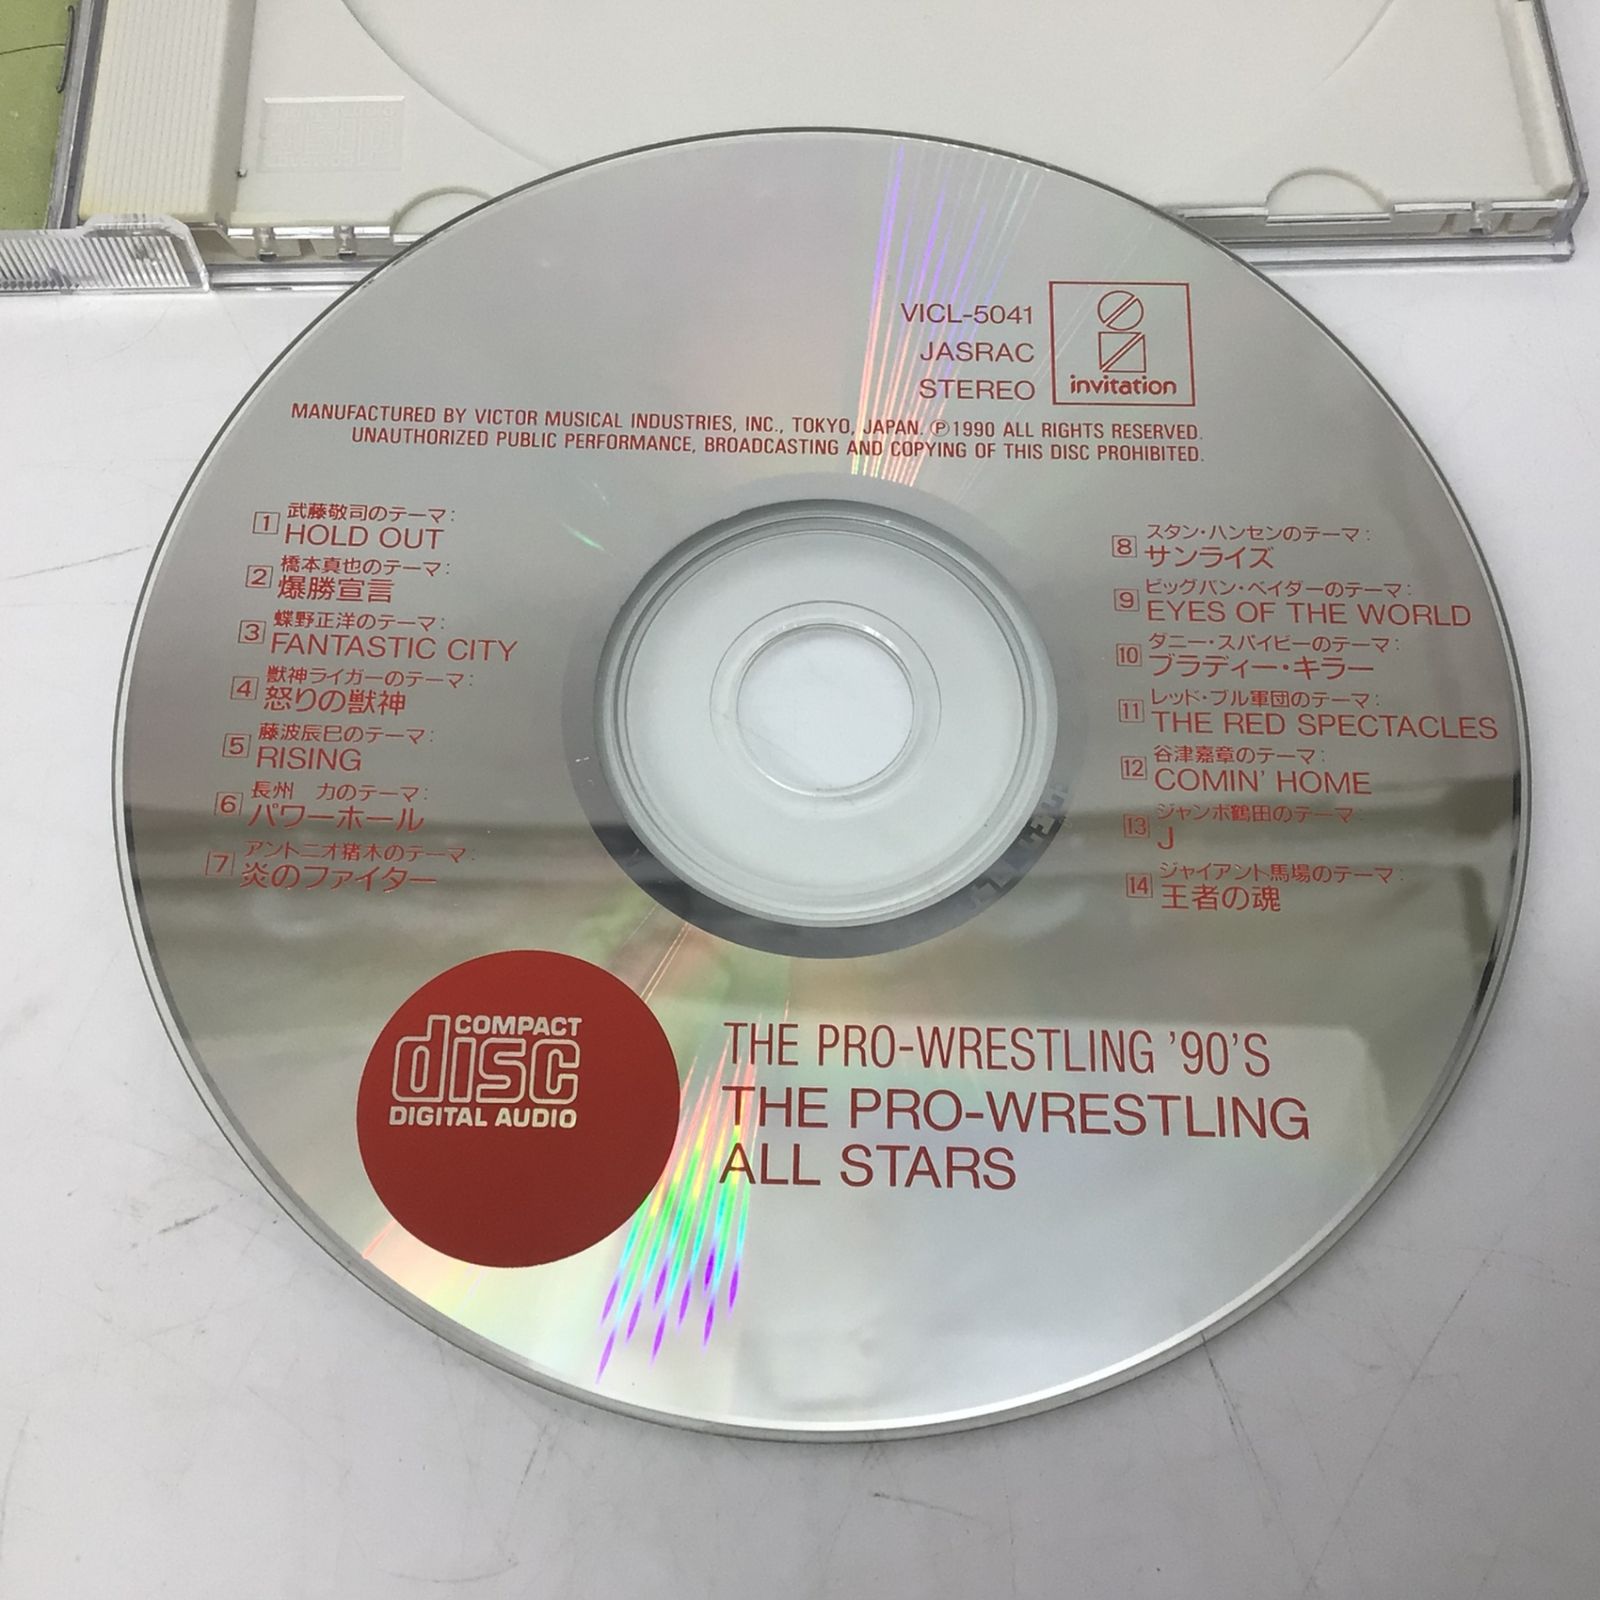 VICL-5041
JASRAC
STEREO
invitation
MANUFACTURED BY VICTOR MUSICAL INDUSTRIES, INC., TOKYO, JAPAN. Ⓟ1990 ALL RIGHTS RESERVED.
UNAUTHORIZED PUBLIC PERFORMANCE, BROADCASTING AND COPYING OF THIS DISC PROHIBITED.
1 武藤敬司のテーマ:
HOLD OUT
2 橋本真也のテーマ:
爆勝宣言
3 蝶野正洋のテーマ:
FANTASTIC CITY
4 獣神ライガーのテーマ:
怒りの獣神
5 藤波辰巳のテーマ:
RISING
6 長州 力のテーマ:
パワーホール
7 アントニオ猪木のテーマ:
炎のファイター
8 スタン・ハンセンのテーマ:
サンライズ
9 ビッグバン・ベイダーのテーマ:
EYES OF THE WORLD
10 ダニー・スパイビーのテーマ:
ブラディー・キラー
11 レッド・ブル軍団のテーマ:
THE RED SPECTACLES
12 谷津嘉章のテーマ:
COMIN' HOME
13 ジャンボ鶴田のテーマ:
J
14 ジャイアント馬場のテーマ:
王者の魂
COMPACT
disc
DIGITAL AUDIO
THE PRO-WRESTLING '90'S
THE PRO-WRESTLING
ALL STARS